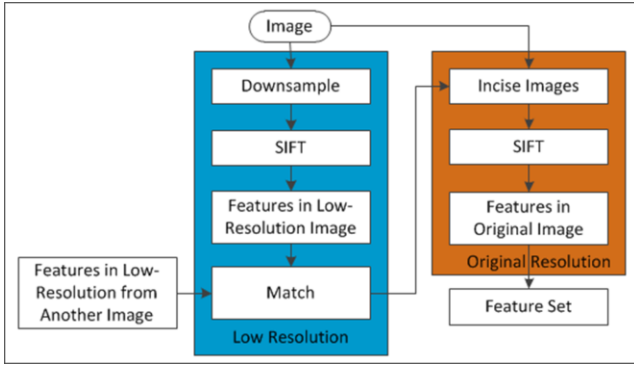 Image
Downsample
SIFT
Features in Low-
Resolution Image
Features in Low-
Resolution from
Another Image
Match
Low Resolution
Incise Images
SIFT
Features in
Original Image
Original Resolution
Feature Set